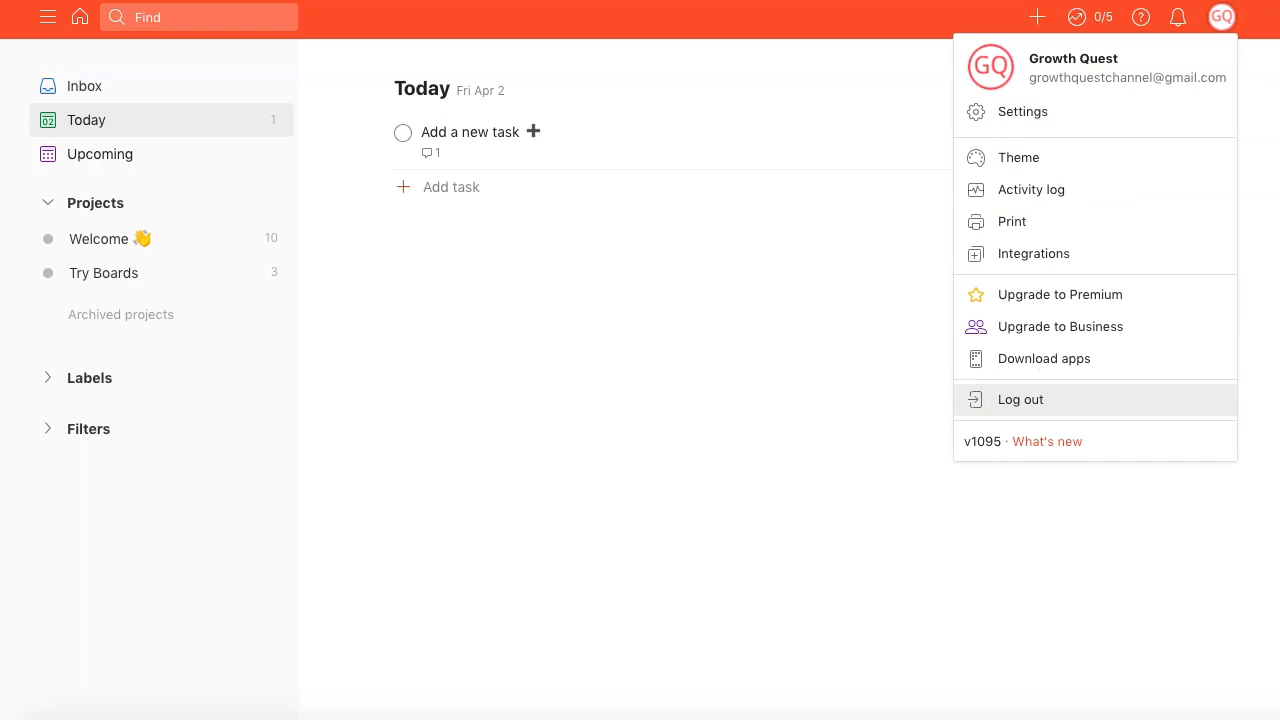 Find
0/5
GQ
Inbox
Today 1
Upcoming
Projects
Welcome 👋 10
Try Boards 3
Archived projects
Labels
Filters
Today Fri Apr 2
Add a new task ➕
1
Add task
GQ
Growth Quest
growthquestchannel@gmail.com
Settings
Theme
Activity log
Print
Integrations
Upgrade to Premium
Upgrade to Business
Download apps
Log out
v1095 · What's new